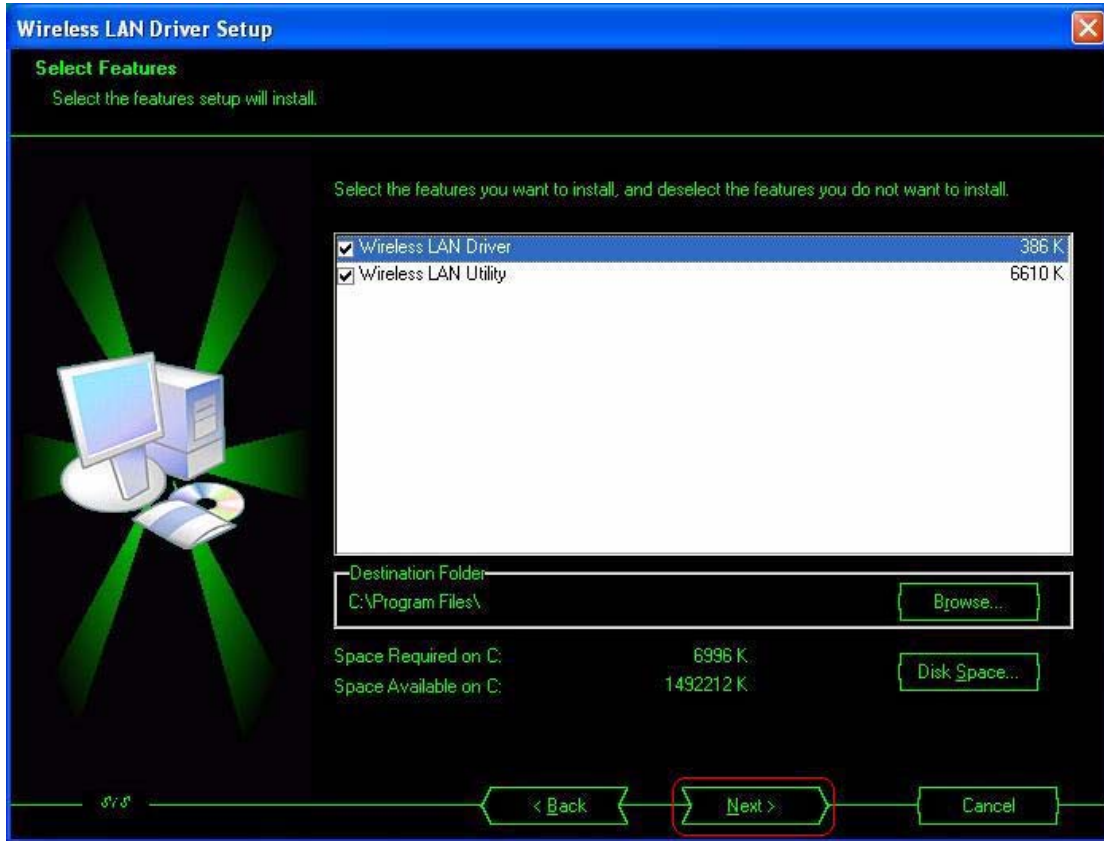 Wireless LAN Driver Setup
Select Features
Select the features setup will install.
Select the features you want to install, and deselect the features you do not want to install.
Wireless LAN Driver 386 K
Wireless LAN Utility 6610 K
Destination Folder
C:\Program Files\
Browse...
Space Required on C: 6996 K
Space Available on C: 1492212 K
Disk Space...
SiS
< Back
Next >
Cancel